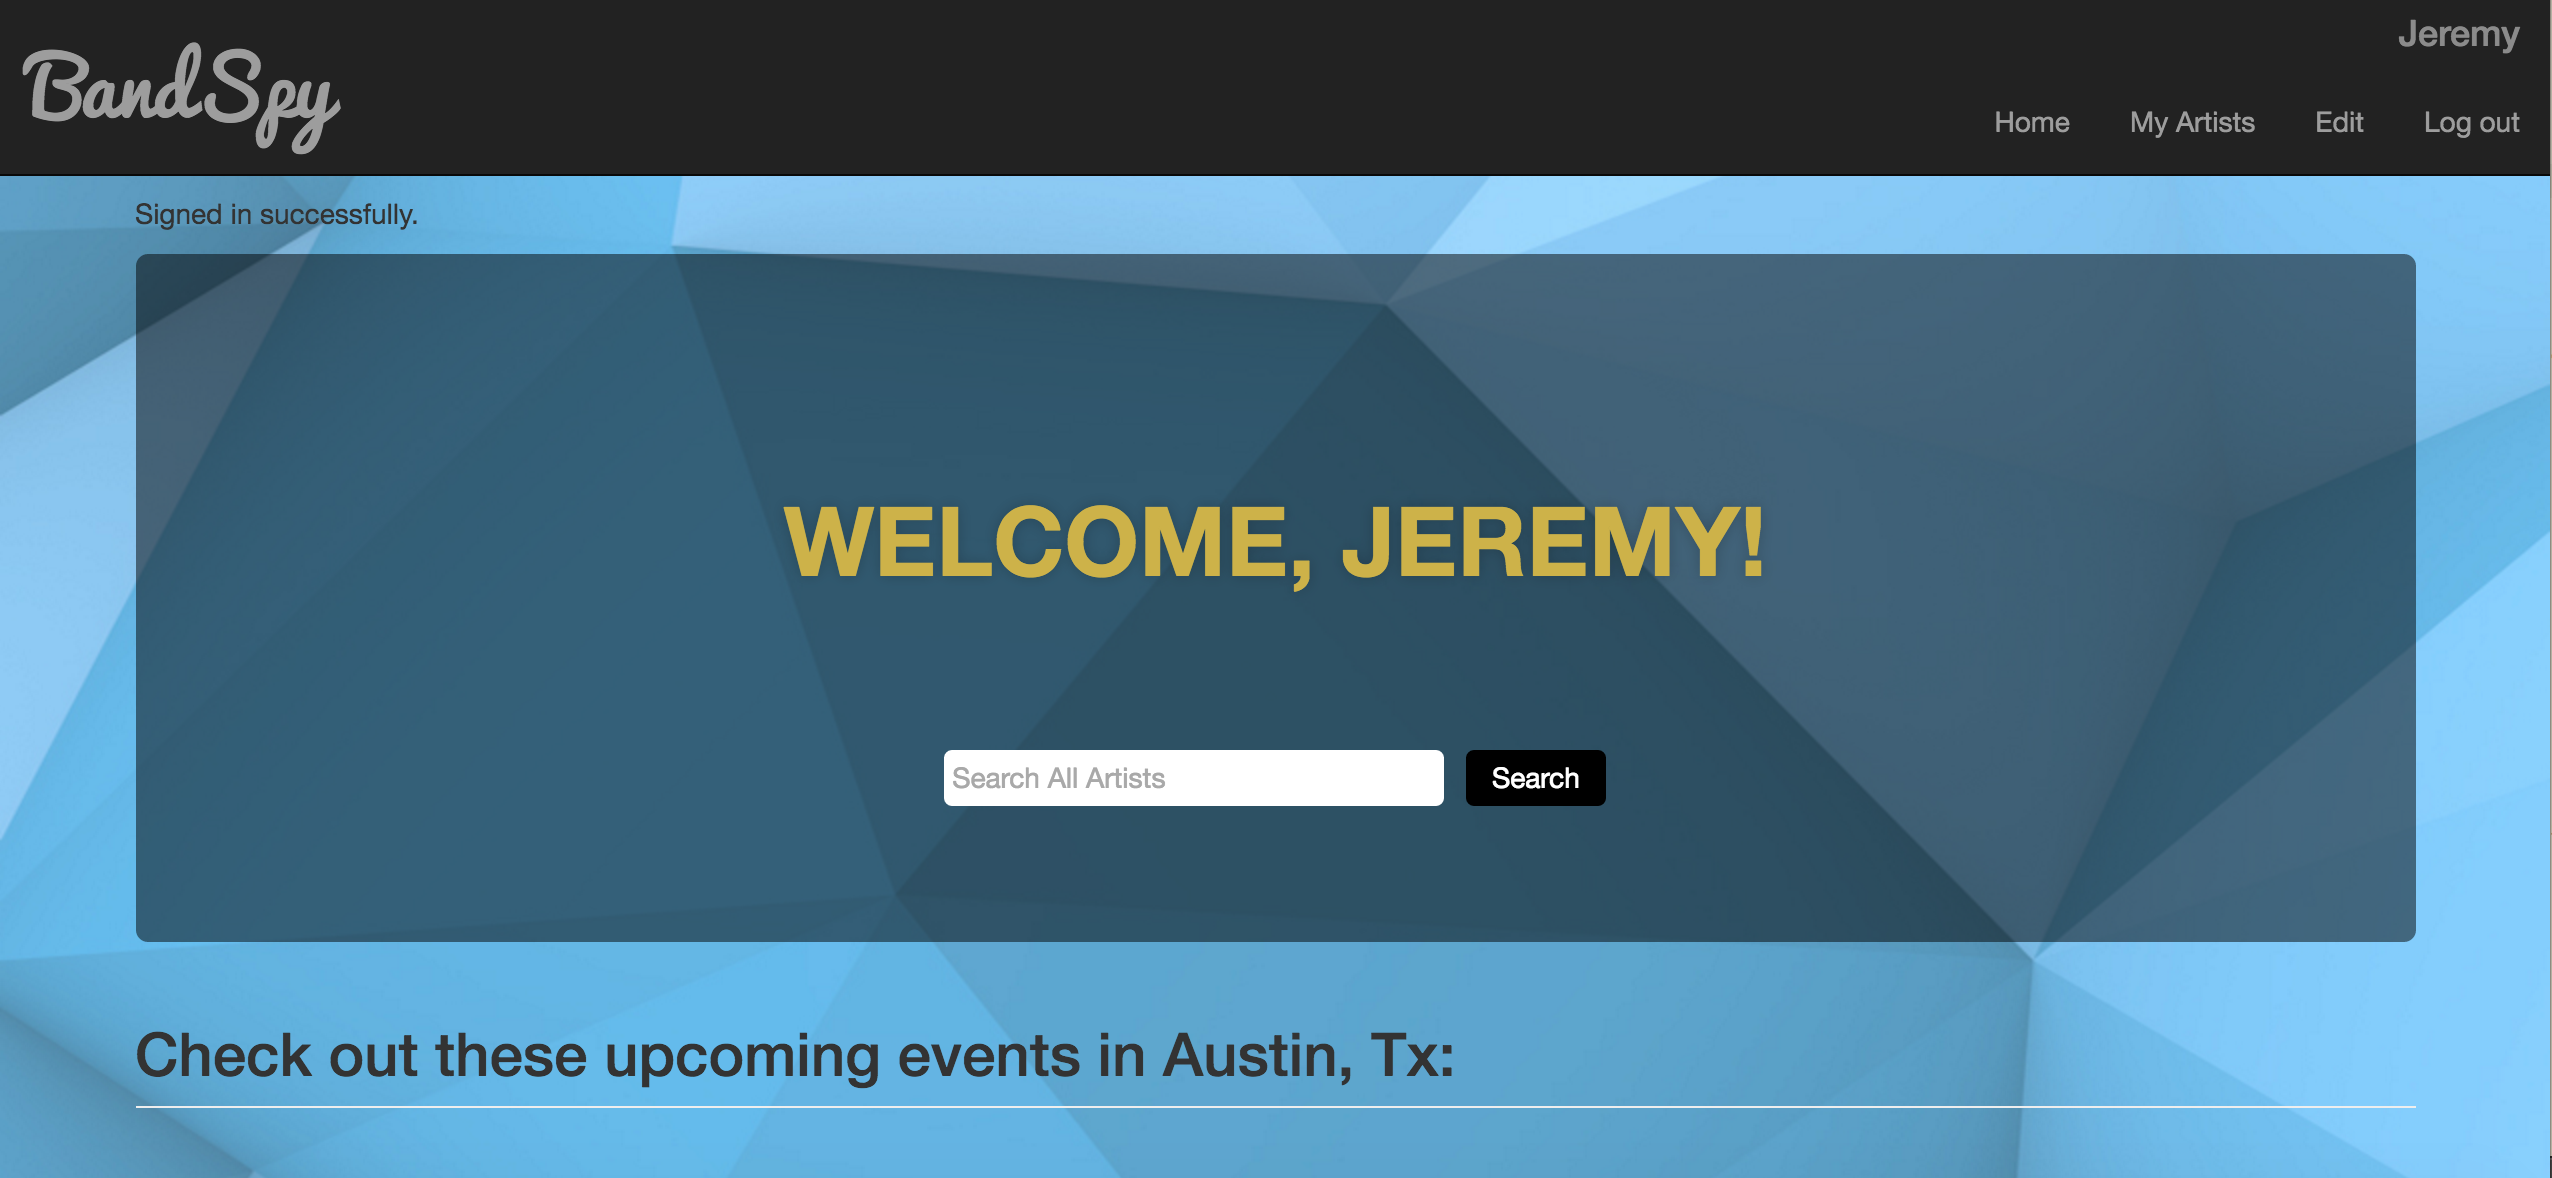 BandSpy
Jeremy
Home My Artists Edit Log out
Signed in successfully.
WELCOME, JEREMY!
Search All Artists Search
Check out these upcoming events in Austin, Tx: